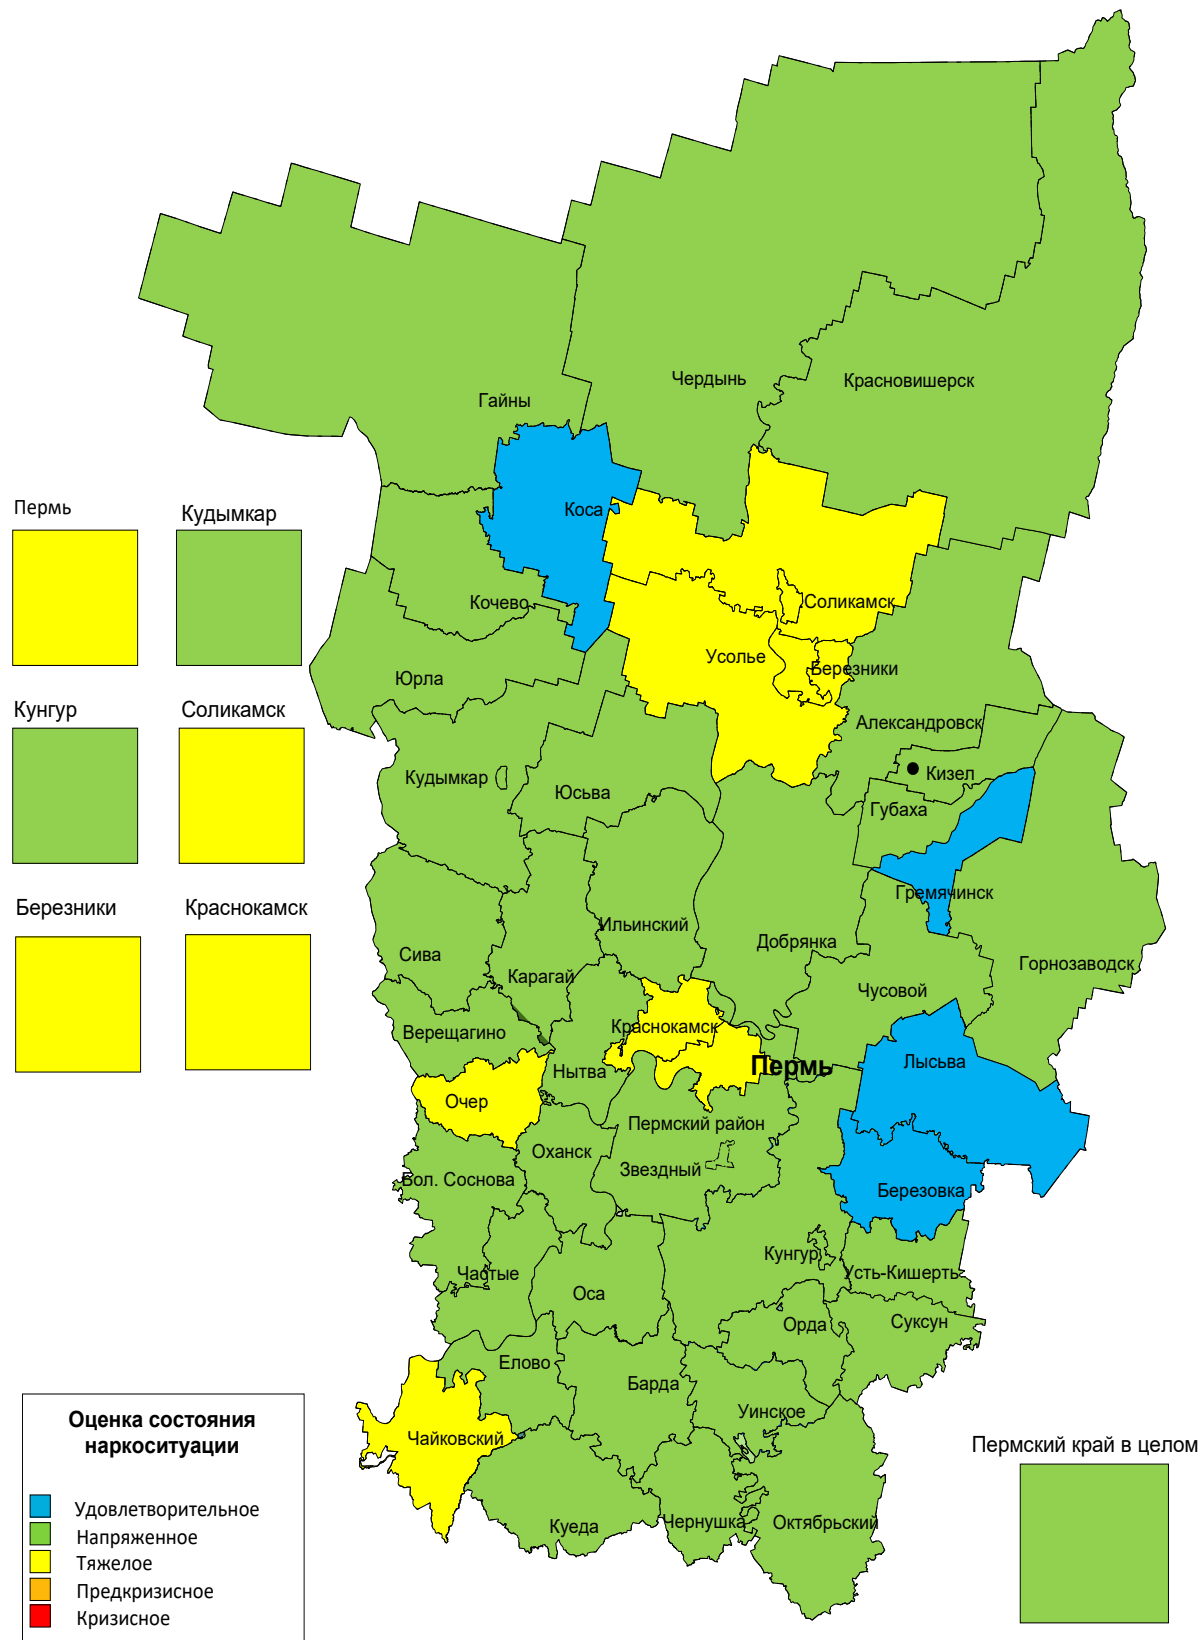 Чердынь
Красновишерск
Гайны
Пермь
Кудымкар
Коса
Кочево
Соликамск
Усолье
Березники
Юрла
Кунгур
Соликамск
Александровск
Кудымкар
Кизел
Юсьва
Губаха
Гремячинск
Березники
Краснокамск
Ильинский
Добрянка
Сива
Карагай
Горнозаводск
Чусовой
Верещагино
Краснокамск
Нытва
Пермь
Лысьва
Очер
Пермский район
Оханск
Звездный
Бол. Соснова
Березовка
Кунгур
Частые
Усть-Кишерть
Оса
Орда
Суксун
Елово
Барда
Уинское
Чайковский
Куеда
Чернушка
Октябрьский
Оценка состояния
наркоситуации
Удовлетворительное
Напряженное
Тяжелое
Предкризисное
Кризисное
Пермский край в целом